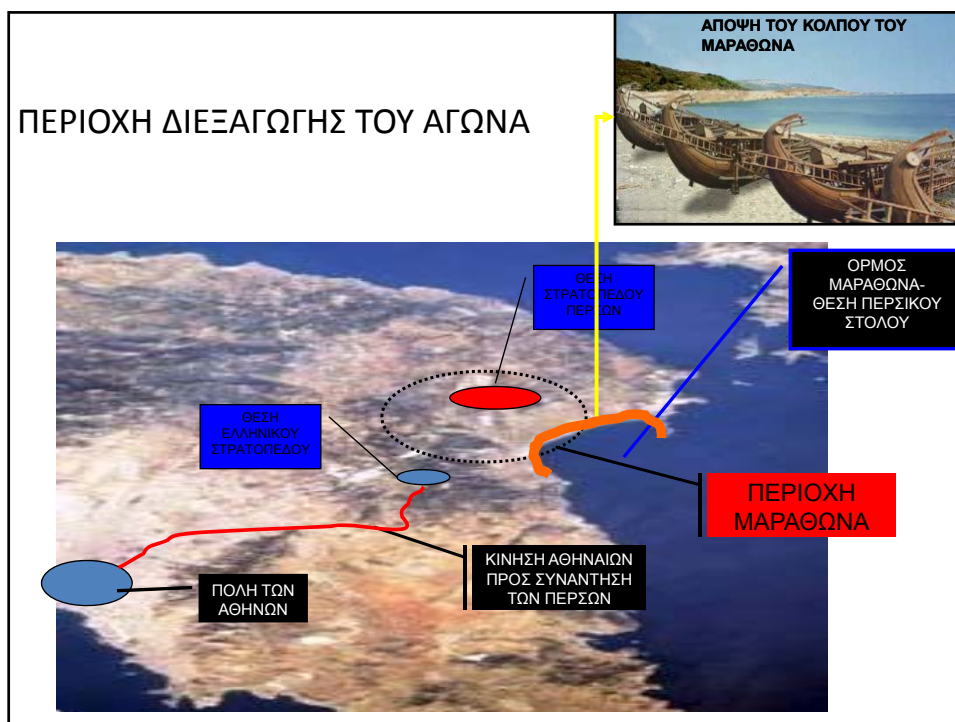 ΠΕΡΙΟΧΗ ΔΙΕΞΑΓΩΓΗΣ ΤΟΥ ΑΓΩΝΑ
ΑΠΟΨΗ ΤΟΥ ΚΟΛΠΟΥ ΤΟΥ
ΜΑΡΑΘΩΝΑ
ΘΕΣΗ
ΣΤΡΑΤΟΠΕΔΟΥ
ΠΕΡΣΩΝ
ΟΡΜΟΣ
ΜΑΡΑΘΩΝΑ-
ΘΕΣΗ ΠΕΡΣΙΚΟΥ
ΣΤΟΛΟΥ
ΘΕΣΗ
ΕΛΛΗΝΙΚΟΥ
ΣΤΡΑΤΟΠΕΔΟΥ
ΠΕΡΙΟΧΗ
ΜΑΡΑΘΩΝΑ
ΠΟΛΗ ΤΩΝ
ΑΘΗΝΩΝ
ΚΙΝΗΣΗ ΑΘΗΝΑΙΩΝ
ΠΡΟΣ ΣΥΝΑΝΤΗΣΗ
ΤΩΝ ΠΕΡΣΩΝ